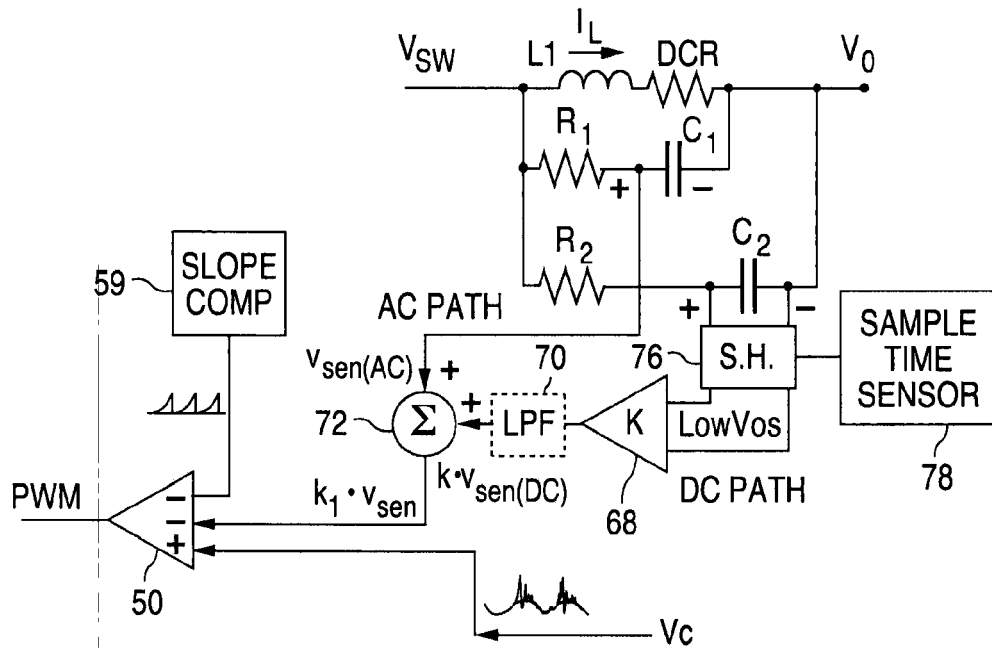 I_L
V_SW
L1
DCR
V_0
R_1
C_1
+
−
R_2
C_2
+
−
59
SLOPE
COMP
AC PATH
v_sen(AC)
+
76
S.H.
SAMPLE
TIME
SENSOR
78
70
+
LPF
K
LowVos
72
Σ
k·v_sen(DC)
68
DC PATH
PWM
−
−
+
k_1 · v_sen
50
Vc